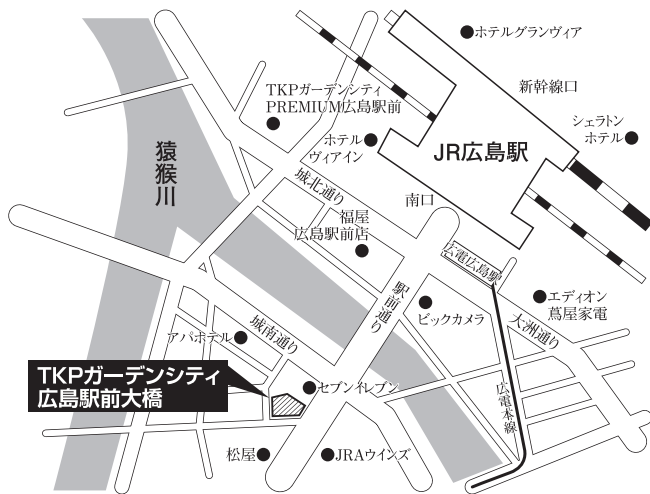 ホテルグランヴィア
新幹線口
TKPガーデンシティ
PREMIUM広島駅前
シェラトン
ホテル
ホテル
ヴィアイン
JR広島駅
猿猴川
城北通り
南口
福屋
広島駅前店
広電広島駅
駅前通り
エディオン
蔦屋家電
ビックカメラ
大洲通り
城南通り
アパホテル
TKPガーデンシティ
広島駅前大橋
セブンイレブン
広電本線
松屋
JRAウインズ